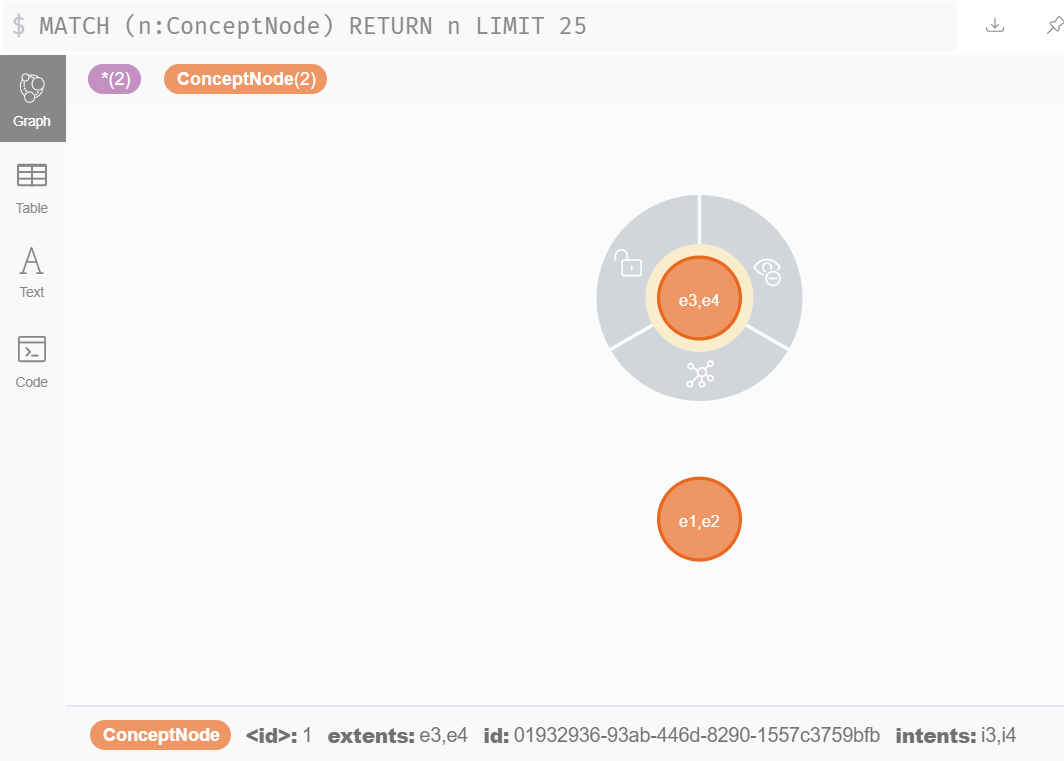 $ MATCH (n:ConceptNode) RETURN n LIMIT 25
*(2) ConceptNode(2)
Graph
Table
Text
Code
e3,e4
e1,e2
ConceptNode <id>: 1 extents: e3,e4 id: 01932936-93ab-446d-8290-1557c3759bfb intents: i3,i4